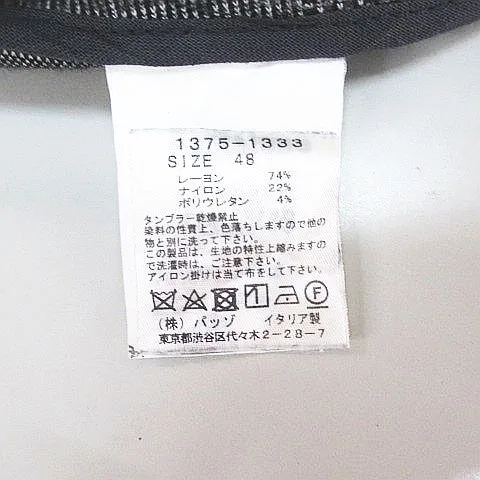 1375-1333
SIZE 48
レーヨン 74%
ナイロン 22%
ポリウレタン 4%
タンブラー乾燥禁止
染料の性質上、色落ちしますので他の
物と別に洗って下さい。
この製品は、生地の特性上縮みますの
で洗濯時は、ご注意下さい。
アイロン掛けは当て布をして下さい。
F
(株) バッゾ イタリア製
東京都渋谷区代々木2-28-7